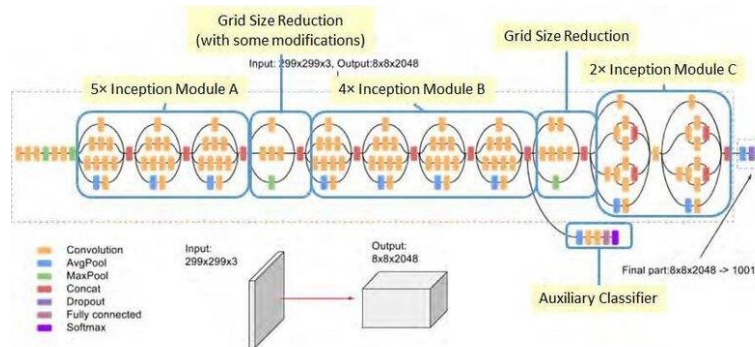 Grid Size Reduction
(with some modifications)
Grid Size Reduction
Input: 299x299x3, Output:8x8x2048
5× Inception Module A
4× Inception Module B
2× Inception Module C
Convolution
AvgPool
MaxPool
Concat
Dropout
Fully connected
Softmax
Input:
299x299x3
Output:
8x8x2048
Final part:8x8x2048 -> 1001
Auxiliary Classifier